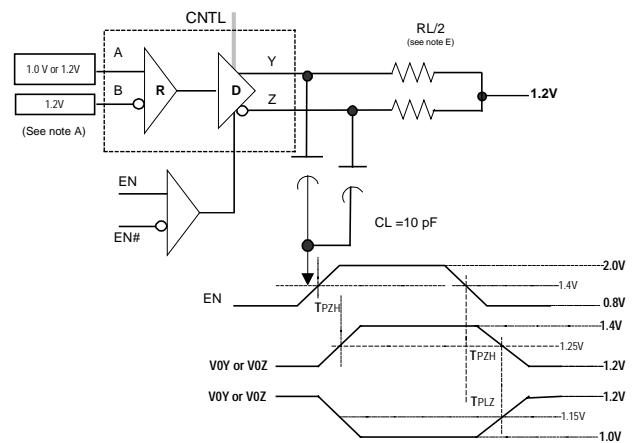 CNTL
RL/2
(see note E)
A
Y
1.0 V or 1.2V
R
D
B
Z
1.2V
1.2V
(See note A)
EN
EN#
CL =10 pF
2.0V
1.4V
EN
TPZH
0.8V
1.4V
1.25V
V0Y or V0Z
TPZH
1.2V
V0Y or V0Z
TPLZ
1.2V
1.15V
1.0V